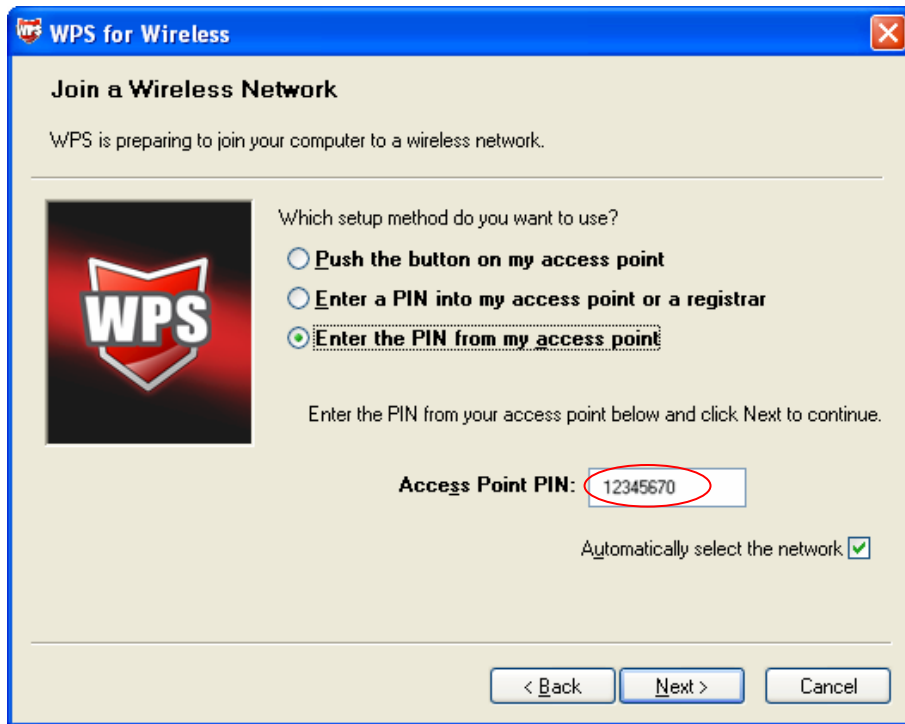 WPS for Wireless
Join a Wireless Network
WPS is preparing to join your computer to a wireless network.
WPS
Which setup method do you want to use?
Push the button on my access point
Enter a PIN into my access point or a registrar
Enter the PIN from my access point
Enter the PIN from your access point below and click Next to continue.
Access Point PIN: 12345670
Automatically select the network
< Back Next > Cancel